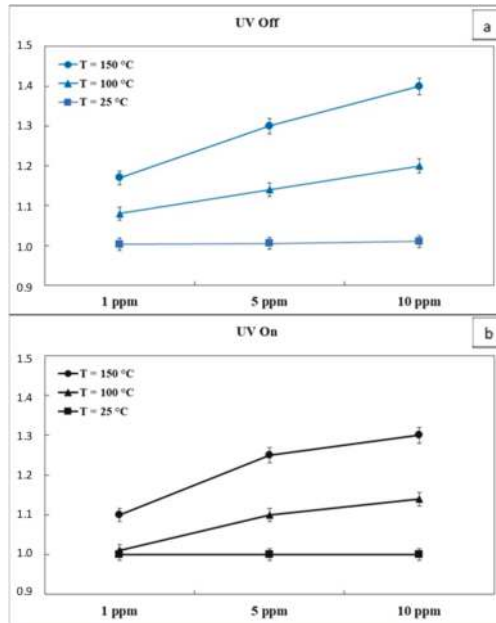 UV Off
a
1.5
1.4
1.3
1.2
1.1
1.0
0.9
T = 150 °C
T = 100 °C
T = 25 °C
1 ppm 5 ppm 10 ppm
UV On
b
1.5
1.4
1.3
1.2
1.1
1.0
0.9
T = 150 °C
T = 100 °C
T = 25 °C
1 ppm 5 ppm 10 ppm